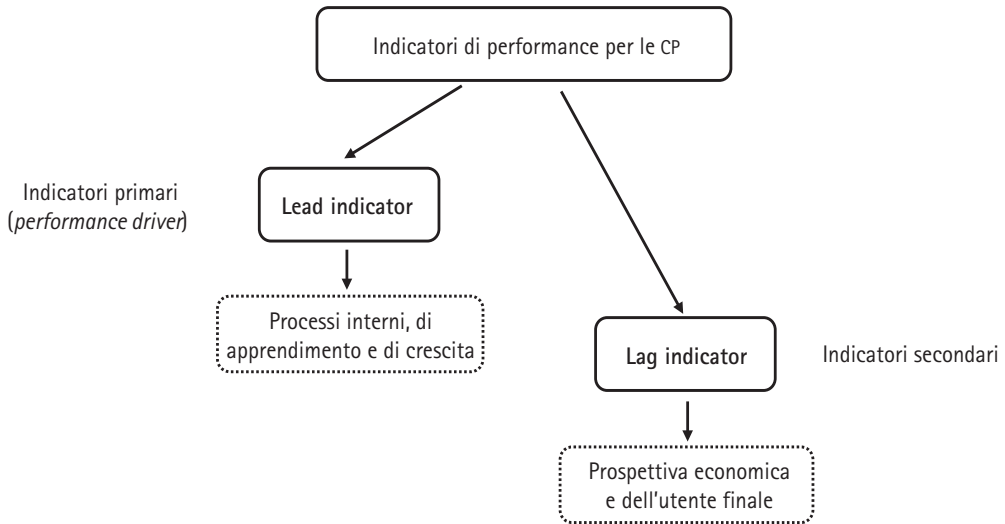 Indicatori di performance per le CP
Indicatori primari
(performance driver)
Lead indicator
Processi interni, di
apprendimento e di crescita
Lag indicator
Indicatori secondari
Prospettiva economica
e dell'utente finale